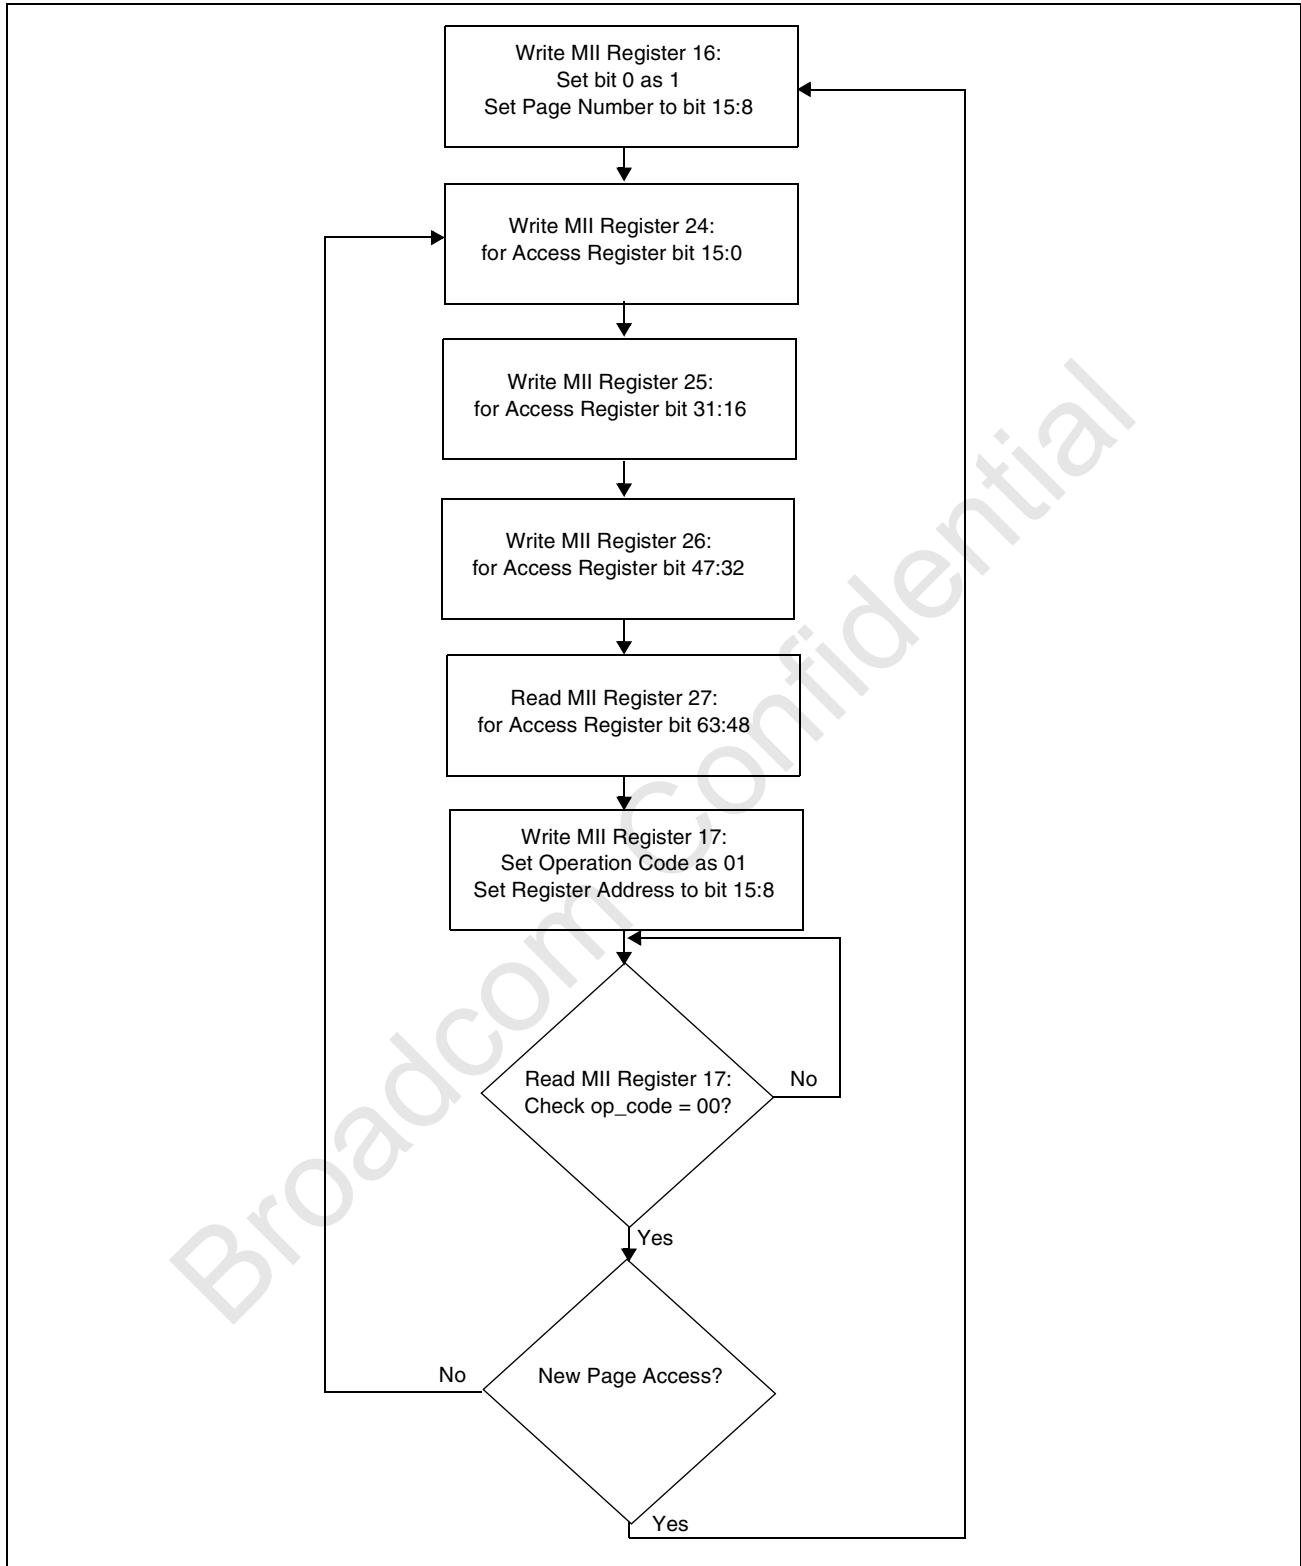 Write MII Register 16:
Set bit 0 as 1
Set Page Number to bit 15:8
Write MII Register 24:
for Access Register bit 15:0
Write MII Register 25:
for Access Register bit 31:16
Write MII Register 26:
for Access Register bit 47:32
Read MII Register 27:
for Access Register bit 63:48
Write MII Register 17:
Set Operation Code as 01
Set Register Address to bit 15:8
Read MII Register 17:
Check op_code = 00?
No
Yes
New Page Access?
No
Yes
Broadcom Confidential